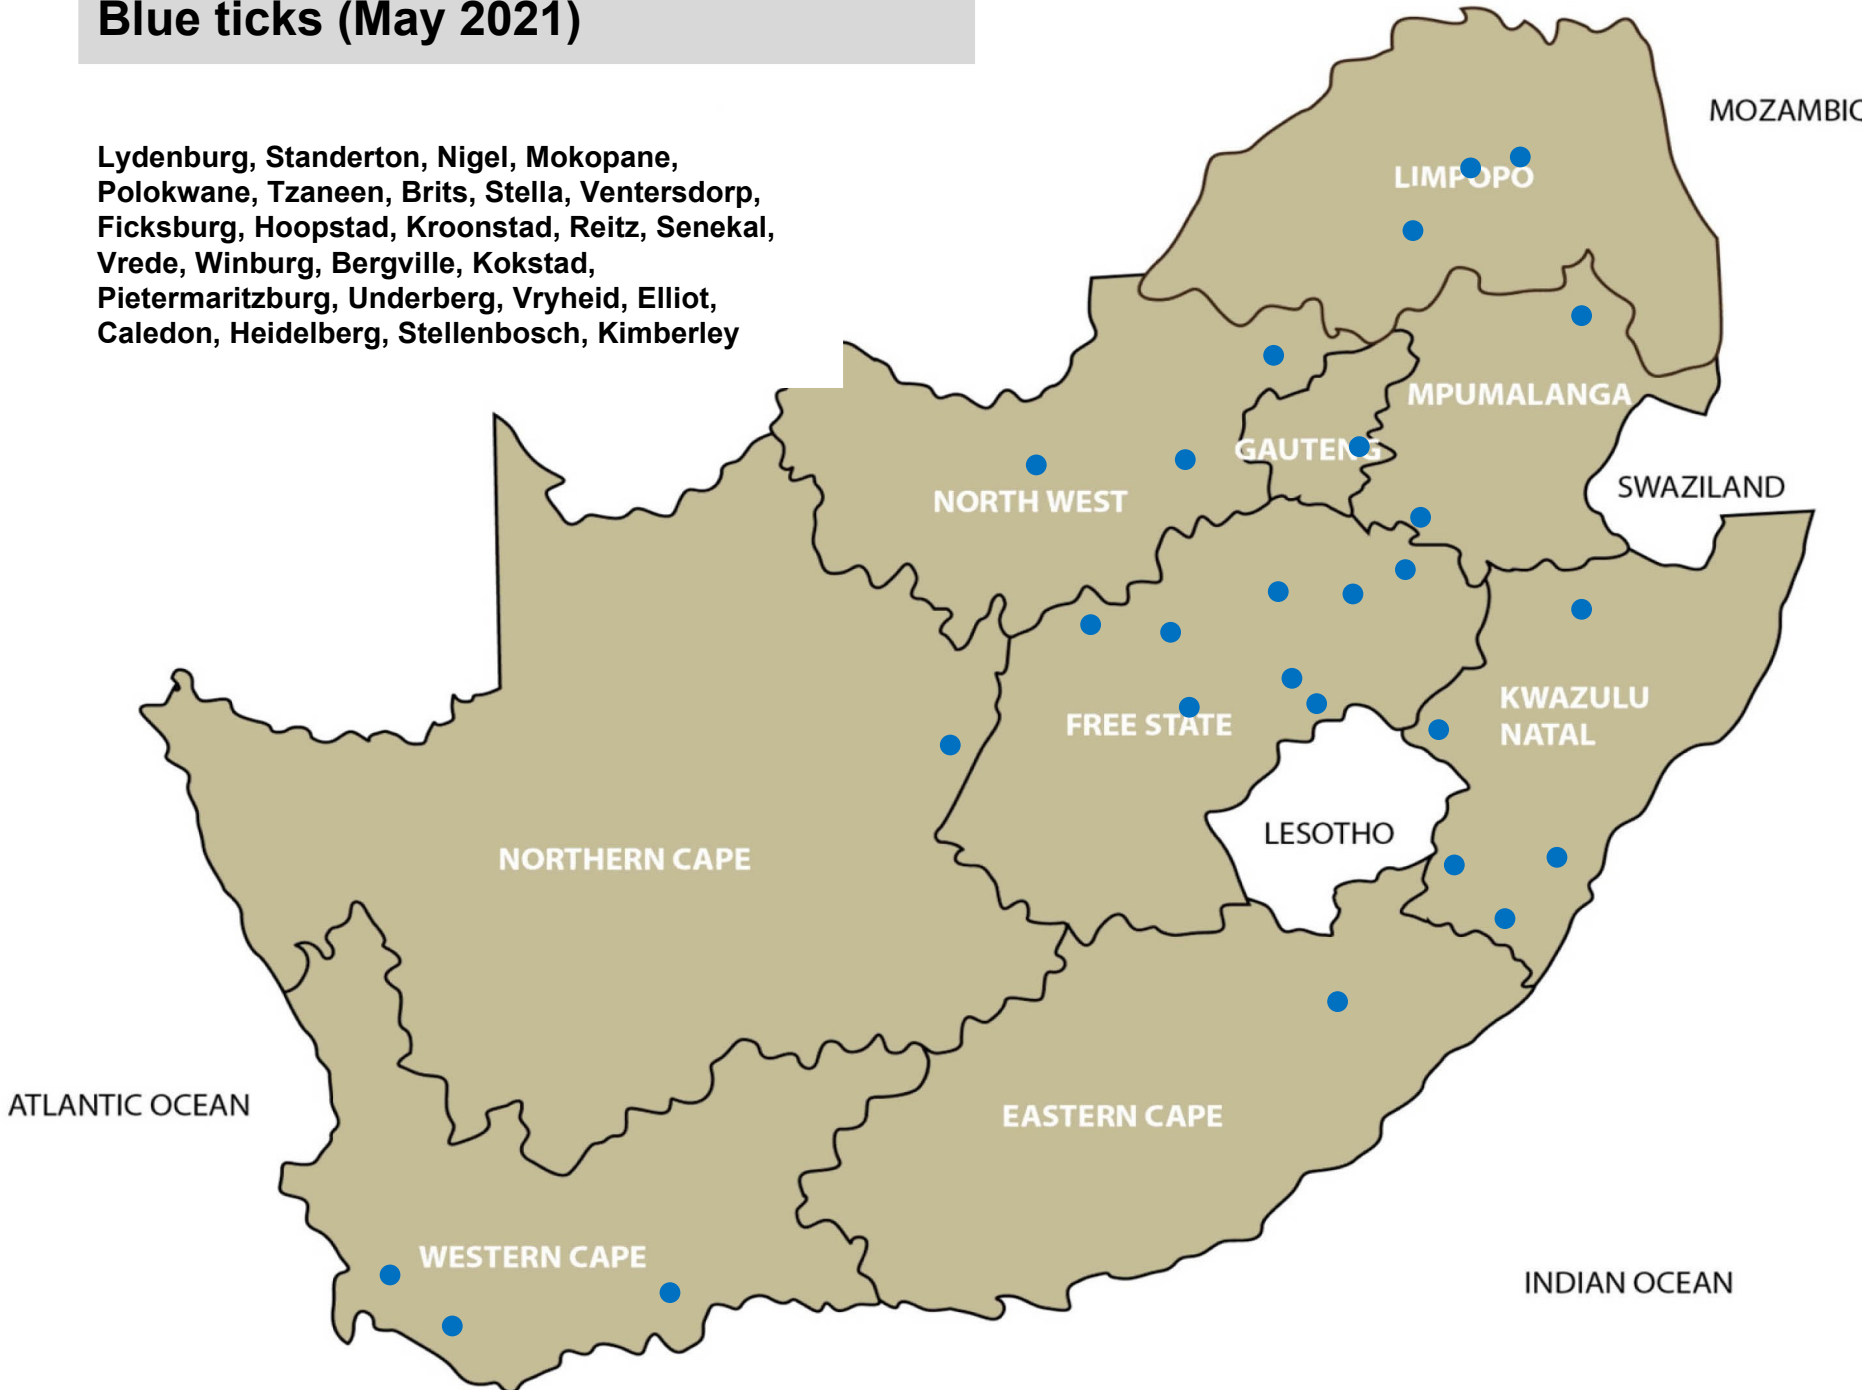 Blue ticks (May 2021)
Lydenburg, Standerton, Nigel, Mokopane,
Polokwane, Tzaneen, Brits, Stella, Ventersdorp,
Ficksburg, Hoopstad, Kroonstad, Reitz, Senekal,
Vrede, Winburg, Bergville, Kokstad,
Pietermaritzburg, Underberg, Vryheid, Elliot,
Caledon, Heidelberg, Stellenbosch, Kimberley
MOZAMBIQ
LIMPOPO
MPUMALANGA
GAUTENG
SWAZILAND
NORTH WEST
KWAZULU
NATAL
FREE STATE
LESOTHO
NORTHERN CAPE
ATLANTIC OCEAN
EASTERN CAPE
WESTERN CAPE
INDIAN OCEAN